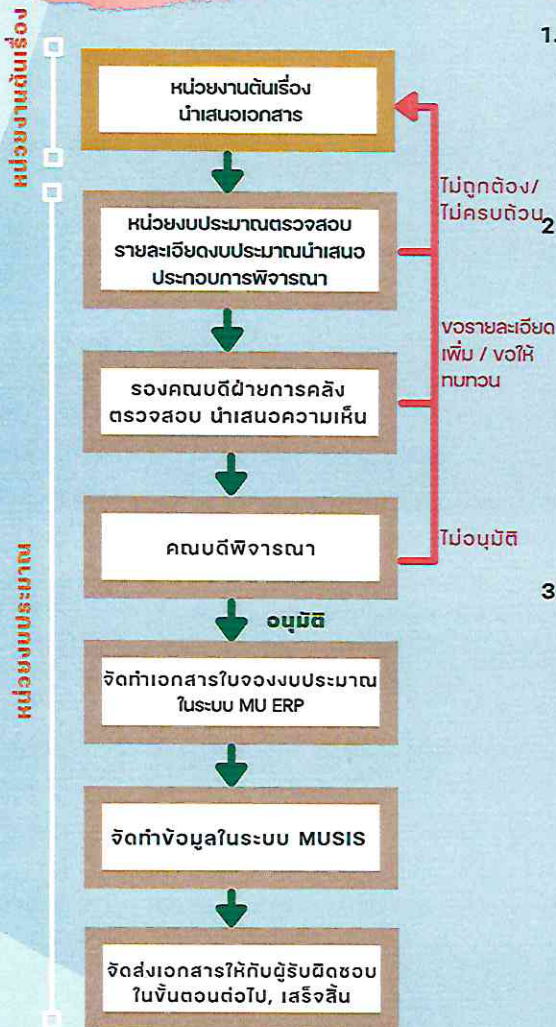 หน่วยงานต้นเรื่อง
หน่วยงานต้นเรื่อง
นำเสนอเอกสาร
1.
ไม่ถูกต้อง/
ไม่ครบถ้วน
2
หน่วยงบประมาณตรวจสอบ
รายละเอียดงบประมาณนำเสนอ
ประกอบการพิจารณา
ขอรายละเอียด
เพิ่ม / ขอให้
ทบทวน
รองคณบดีฝ่ายการคลัง
ตรวจสอบ นำเสนอความเห็น
คณบดีพิจารณา
ไม่อนุมัติ
3
อนุมัติ
หน่วยงบประมาณ
จัดทำเอกสารใบจองงบประมาณ
ในระบบ MU ERP
จัดทำข้อมูลในระบบ MUSIS
จัดส่งเอกสารให้กับผู้รับผิดชอบ
ในขั้นตอนต่อไป, เสร็จสิ้น